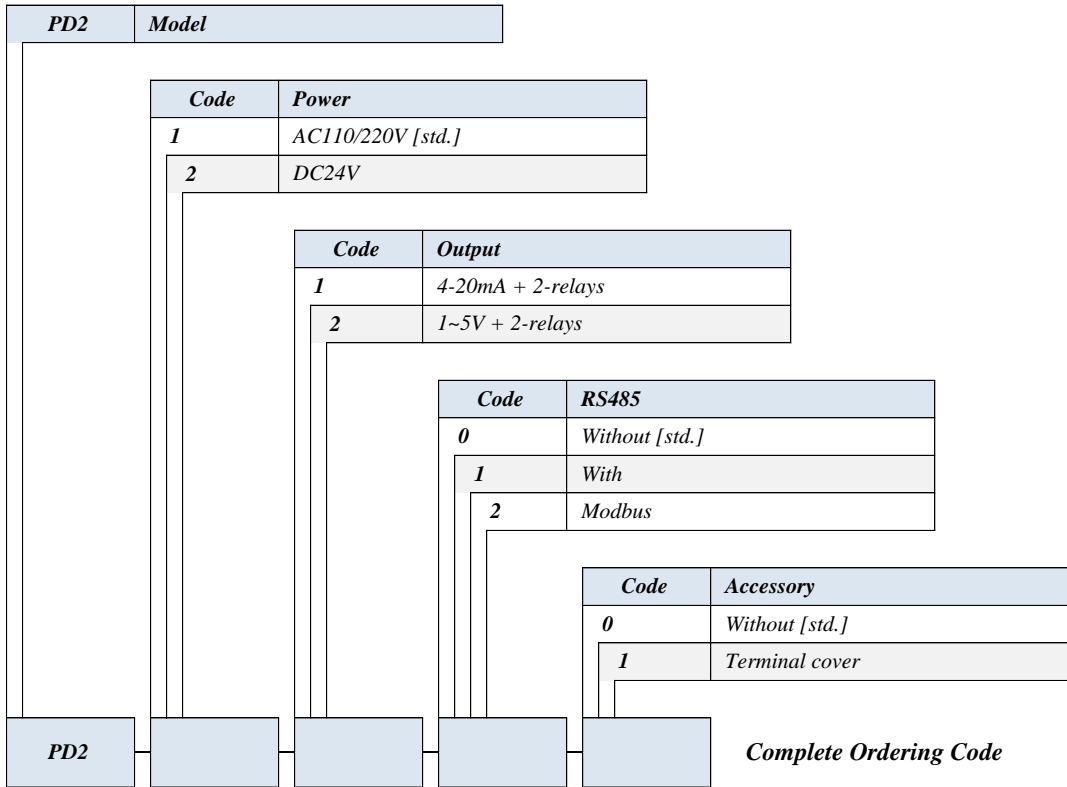 PD2 Model
Code Power
1 AC110/220V [std.]
2 DC24V
Code Output
1 4-20mA + 2-relays
2 1~5V + 2-relays
Code RS485
0 Without [std.]
1 With
2 Modbus
Code Accessory
0 Without [std.]
1 Terminal cover
PD2 Complete Ordering Code